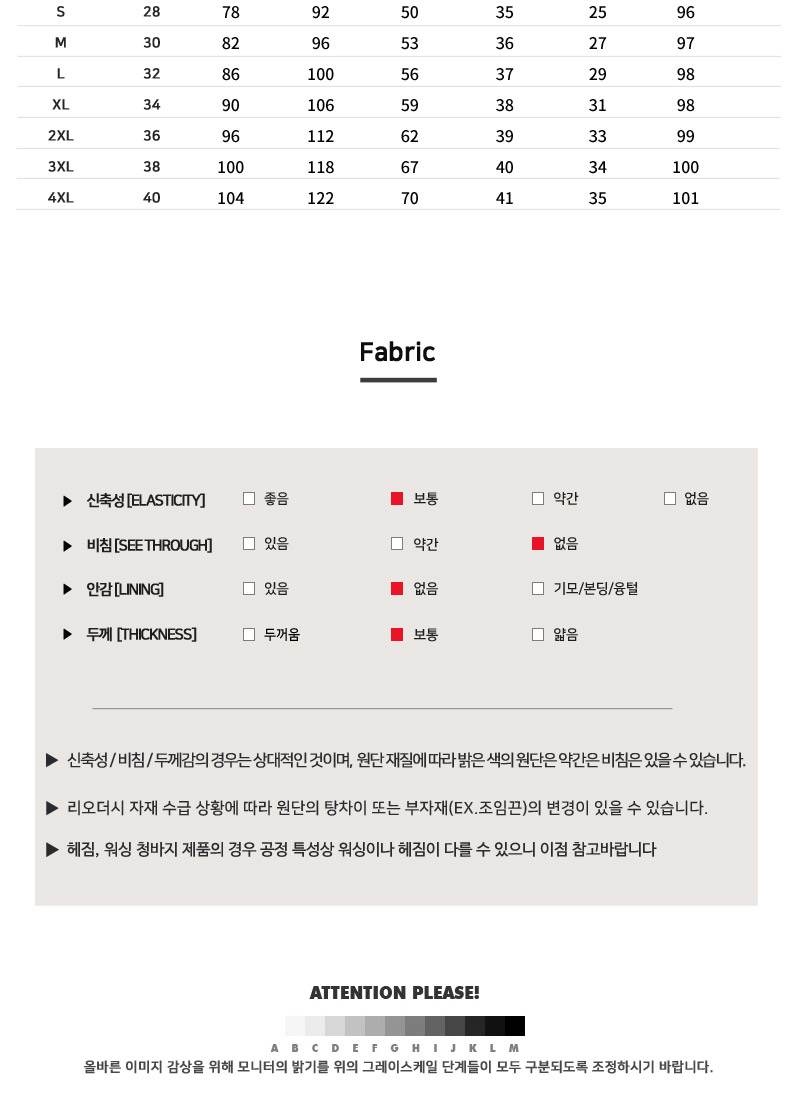 S 28 78 92 50 35 25 96
M 30 82 96 53 36 27 97
L 32 86 100 56 37 29 98
XL 34 90 106 59 38 31 98
2XL 36 96 112 62 39 33 99
3XL 38 100 118 67 40 34 100
4XL 40 104 122 70 41 35 101
Fabric
▶ 신축성 [ELASTICITY] □ 좋음 ■ 보통 □ 약간 □ 없음
▶ 비침 [SEE THROUGH] □ 있음 □ 약간 ■ 없음
▶ 안감 [LINING] □ 있음 ■ 없음 □ 기모/본딩/융털
▶ 두께 [THICKNESS] □ 두꺼움 ■ 보통 □ 얇음
▶ 신축성 / 비침 / 두께감의 경우는 상대적인 것이며, 원단 재질에 따라 밝은 색의 원단은 약간은 비침은 있을 수 있습니다.
▶ 리오더시 자재 수급 상황에 따라 원단의 탕차이 또는 부자재(EX.조임끈)의 변경이 있을 수 있습니다.
▶ 헤짐, 워싱 청바지 제품의 경우 공정 특성상 워싱이나 헤짐이 다를 수 있으니 이점 참고바랍니다
ATTENTION PLEASE!
A B C D E F G H I J K L M
올바른 이미지 감상을 위해 모니터의 밝기를 위의 그레이스케일 단계들이 모두 구분되도록 조정하시기 바랍니다.